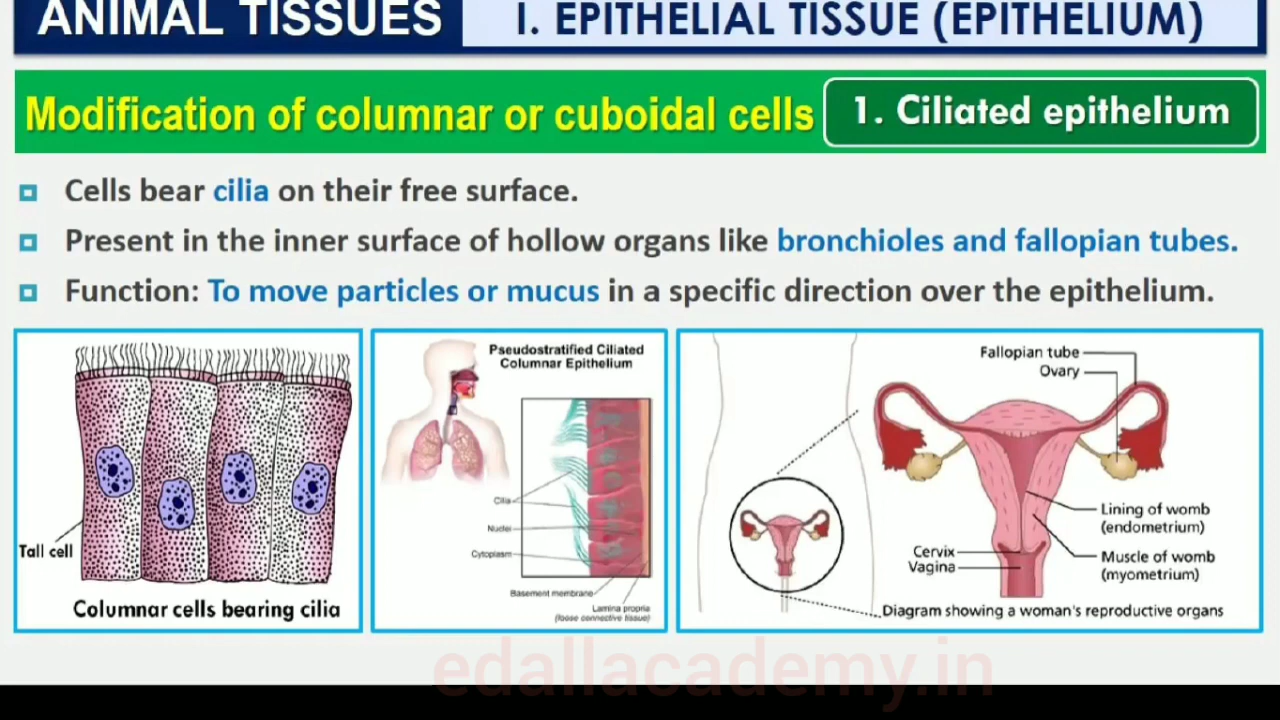 ANIMAL TISSUES
I. EPITHELIAL TISSUE (EPITHELIUM)
Modification of columnar or cuboidal cells
1. Ciliated epithelium
Cells bear cilia on their free surface.
Present in the inner surface of hollow organs like bronchioles and fallopian tubes.
Function: To move particles or mucus in a specific direction over the epithelium.
Tall cell
Columnar cells bearing cilia
Pseudostratified Ciliated
Columnar Epithelium
Cilia
Nuclei
Cytoplasm
Basement membrane
Lamina propria
(loose connective tissue)
Fallopian tube
Ovary
Lining of womb
(endometrium)
Cervix
Vagina
Muscle of womb
(myometrium)
Diagram showing a woman's reproductive organs
edallacademy.in